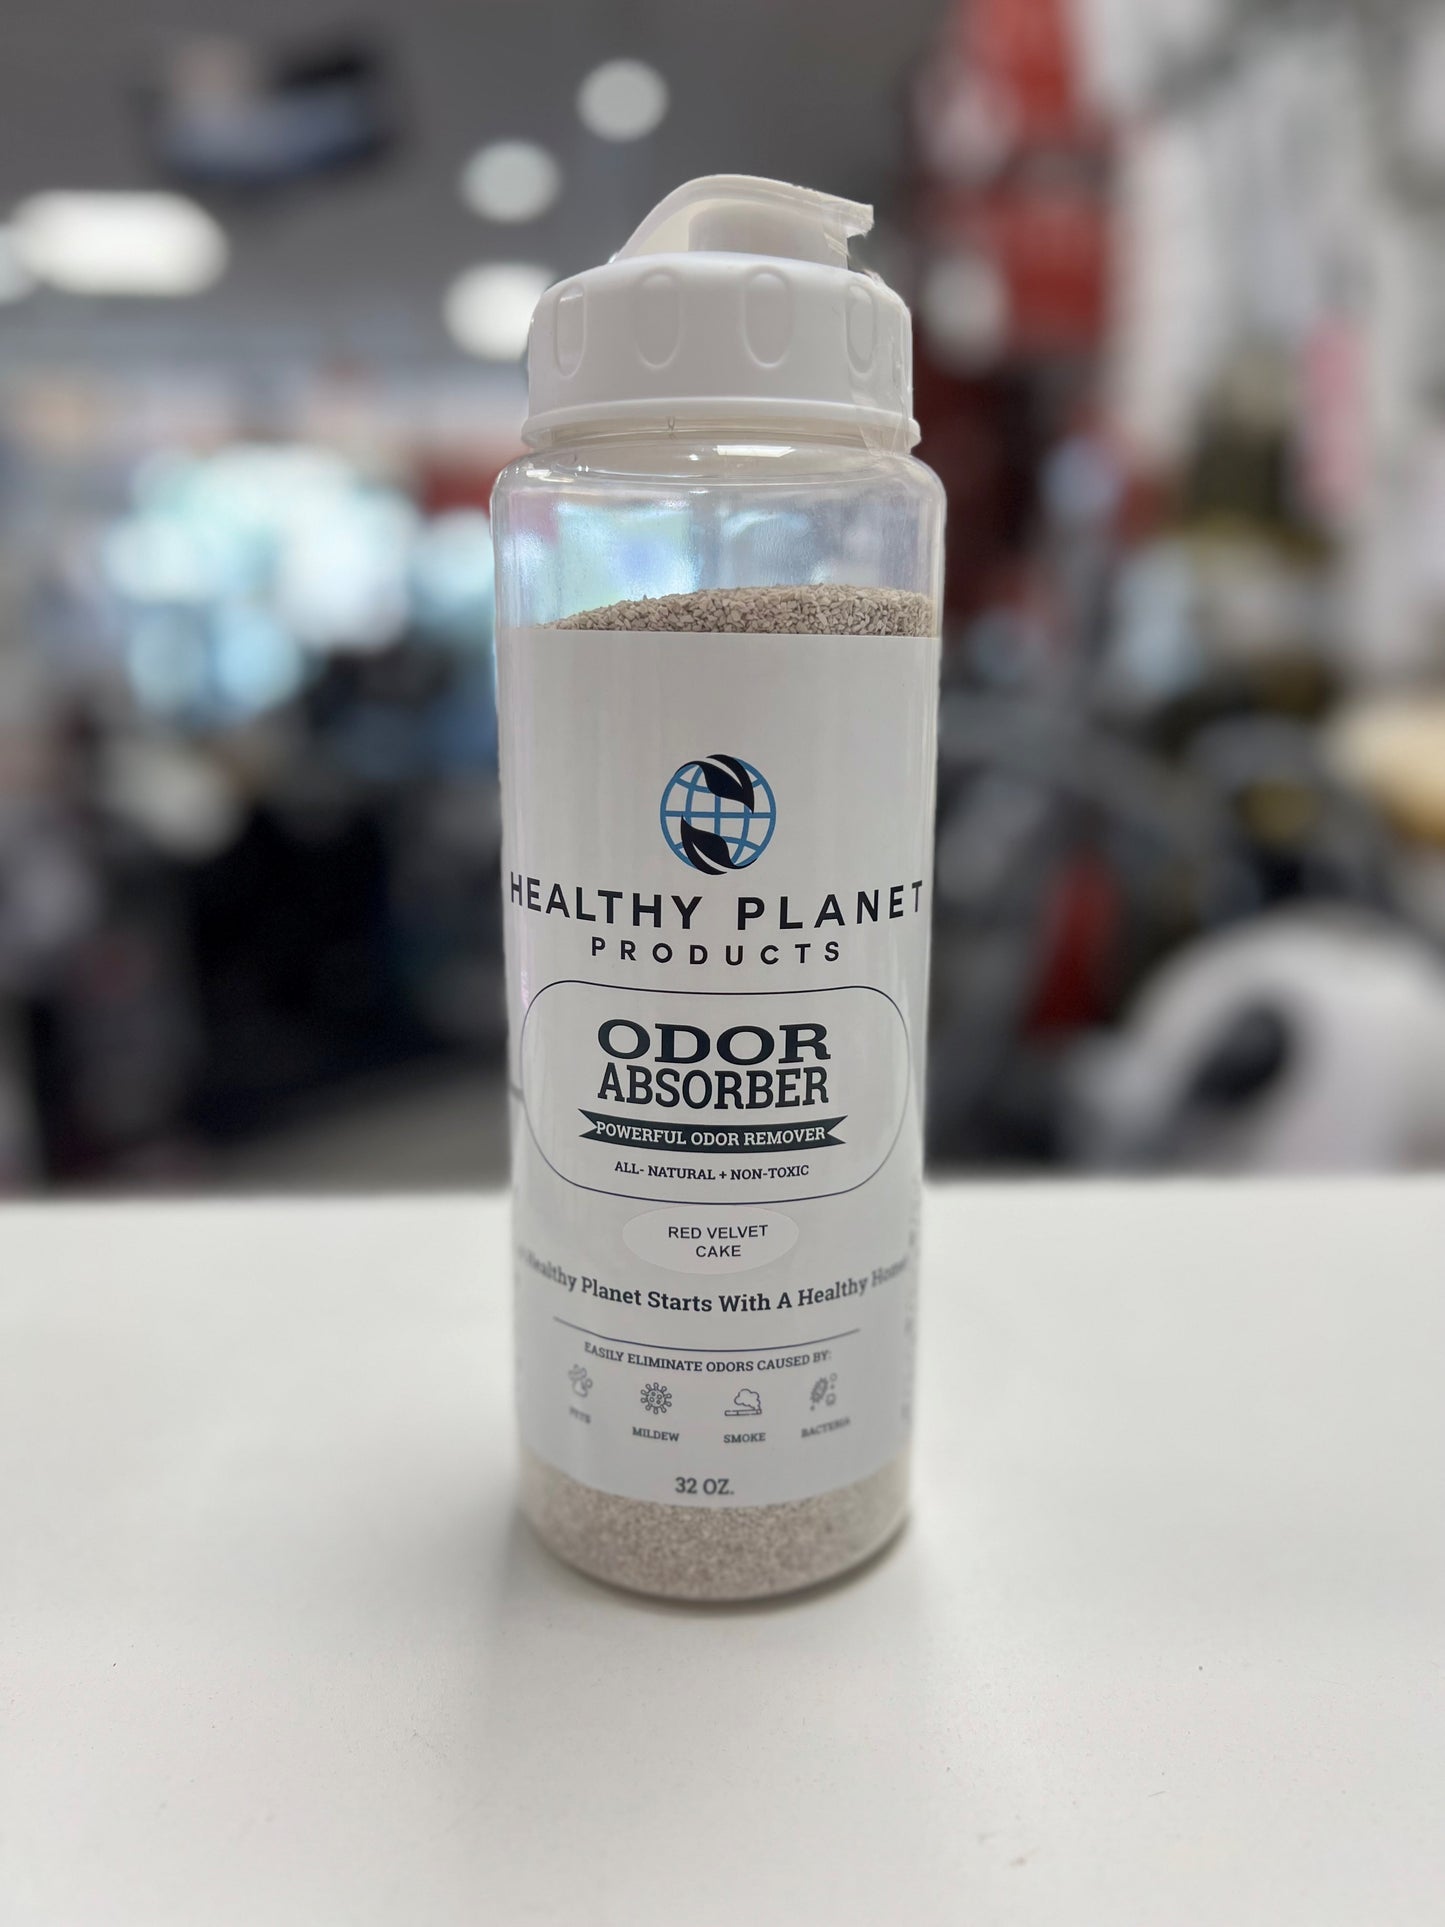 HEALTHY PLANET
PRODUCTS
ODOR
ABSORBER
POWERFUL ODOR REMOVER
ALL- NATURAL + NON-TOXIC
RED VELVET
CAKE
Healthy Planet Starts With A Healthy Home
EASILY ELIMINATE ODORS CAUSED BY:
PETS MILDEW SMOKE BACTERIA
32 OZ.